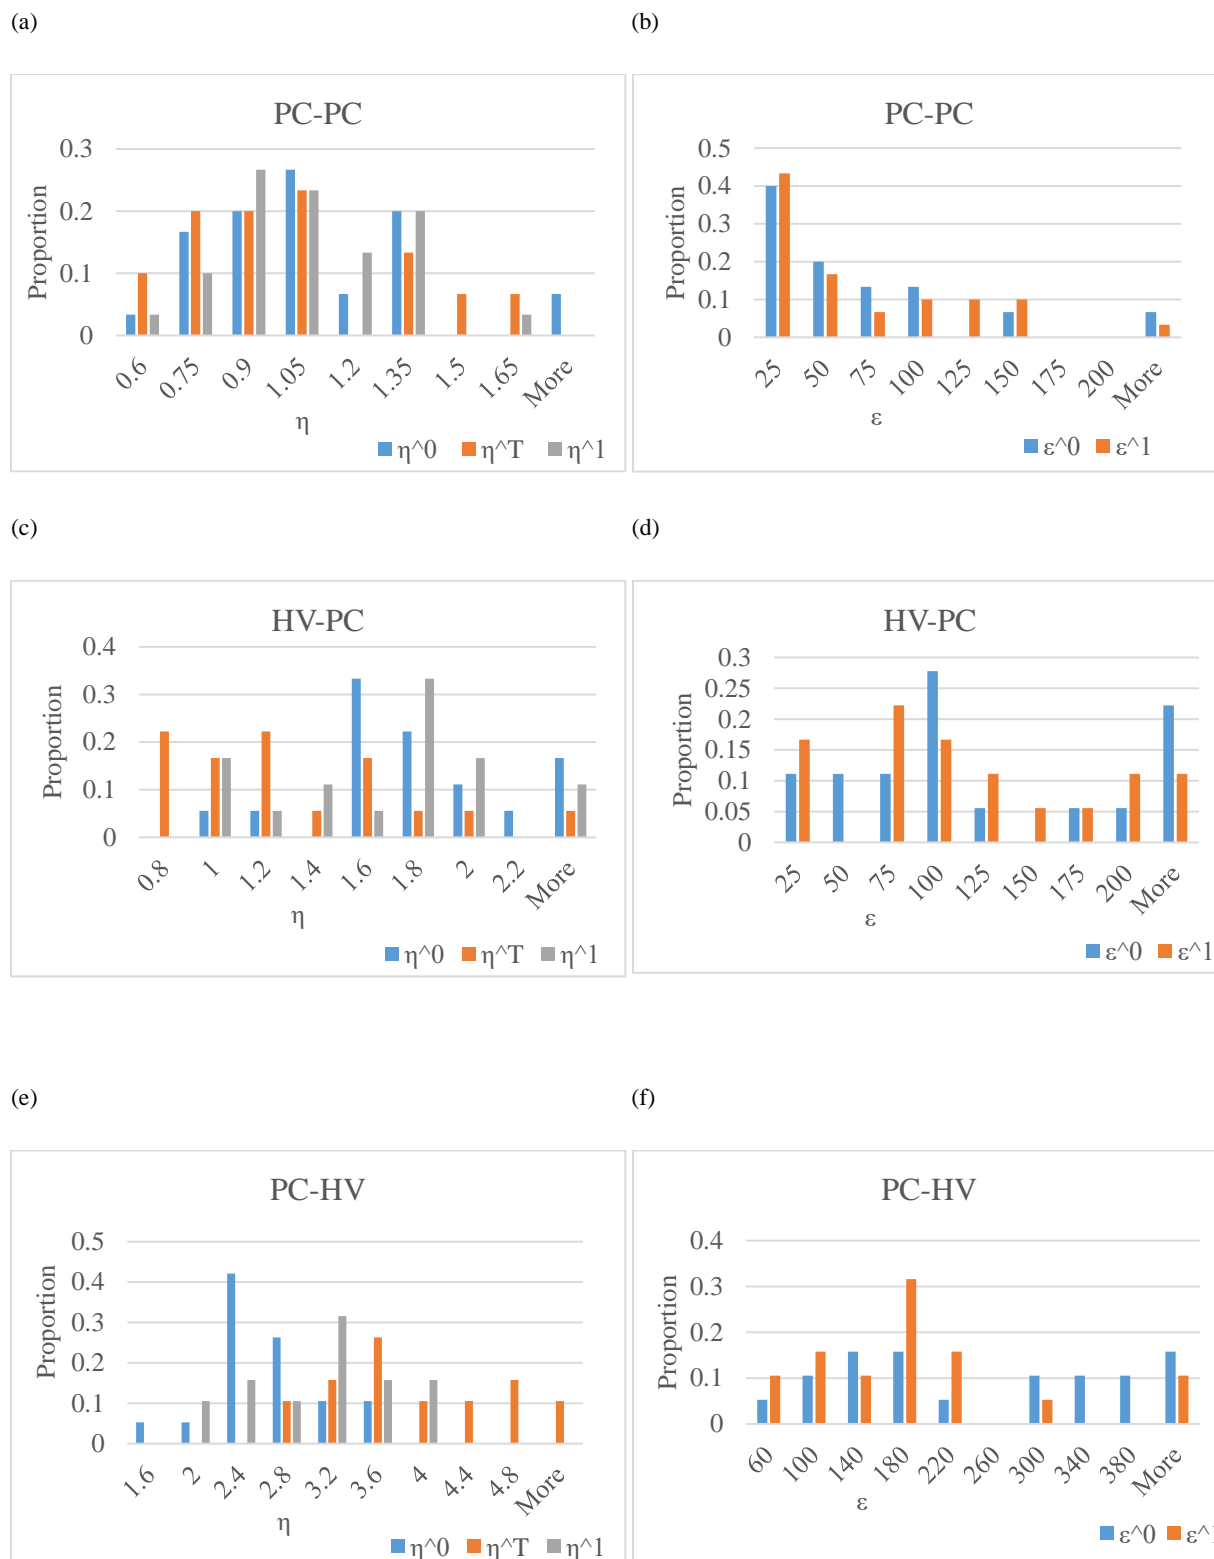 (a)
(b)
PC-PC
0.3
0.2
0.1
0
Proportion
0.6 0.75 0.9 1.05 1.2 1.35 1.5 1.65 More
η
η^0 η^T η^1
PC-PC
0.5
0.4
0.3
0.2
0.1
0
Proportion
25 50 75 100 125 150 175 200 More
ε
ε^0 ε^1
(c)
(d)
HV-PC
0.4
0.3
0.2
0.1
0
Proportion
0.8 1 1.2 1.4 1.6 1.8 2 2.2 More
η
η^0 η^T η^1
HV-PC
0.3
0.25
0.2
0.15
0.1
0.05
0
Proportion
25 50 75 100 125 150 175 200 More
ε
ε^0 ε^1
(e)
(f)
PC-HV
0.5
0.4
0.3
0.2
0.1
0
Proportion
1.6 2 2.4 2.8 3.2 3.6 4 4.4 4.8 More
η
η^0 η^T η^1
PC-HV
0.4
0.3
0.2
0.1
0
Proportion
60 100 140 180 220 260 300 340 380 More
ε
ε^0 ε^1